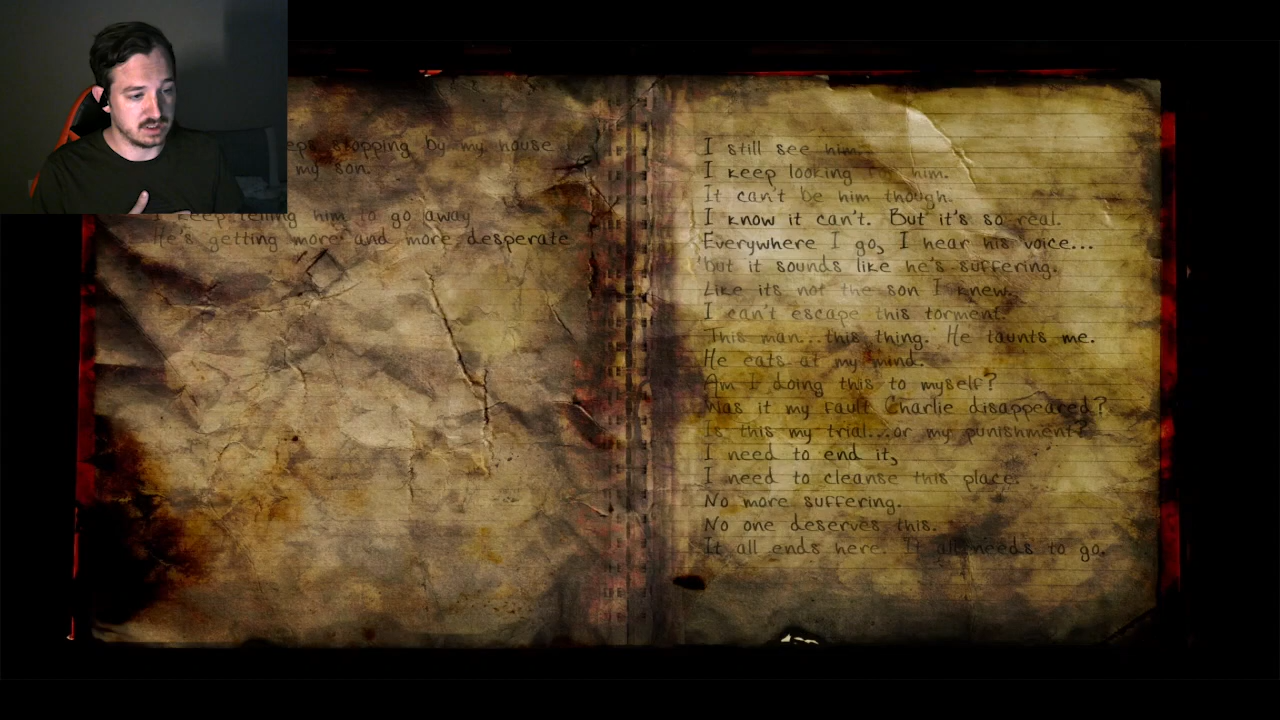 eps stopping by my house
my son.
I keep telling him to go away
He's getting more and more desperate
I still see him.
I keep looking for him.
It can't be him though.
I know it can't. But it's so real.
Everywhere I go, I hear his voice...
but it sounds like he's suffering.
Like its not the son I knew.
I can't escape this torment.
This man...this thing. He taunts me.
He eats at my mind.
Am I doing this to myself?
Was it my fault Charlie disappeared?
Is this my trial...or my punishment?
I need to end it,
I need to cleanse this place.
No more suffering.
No one deserves this.
It all ends here. It all needs to go.